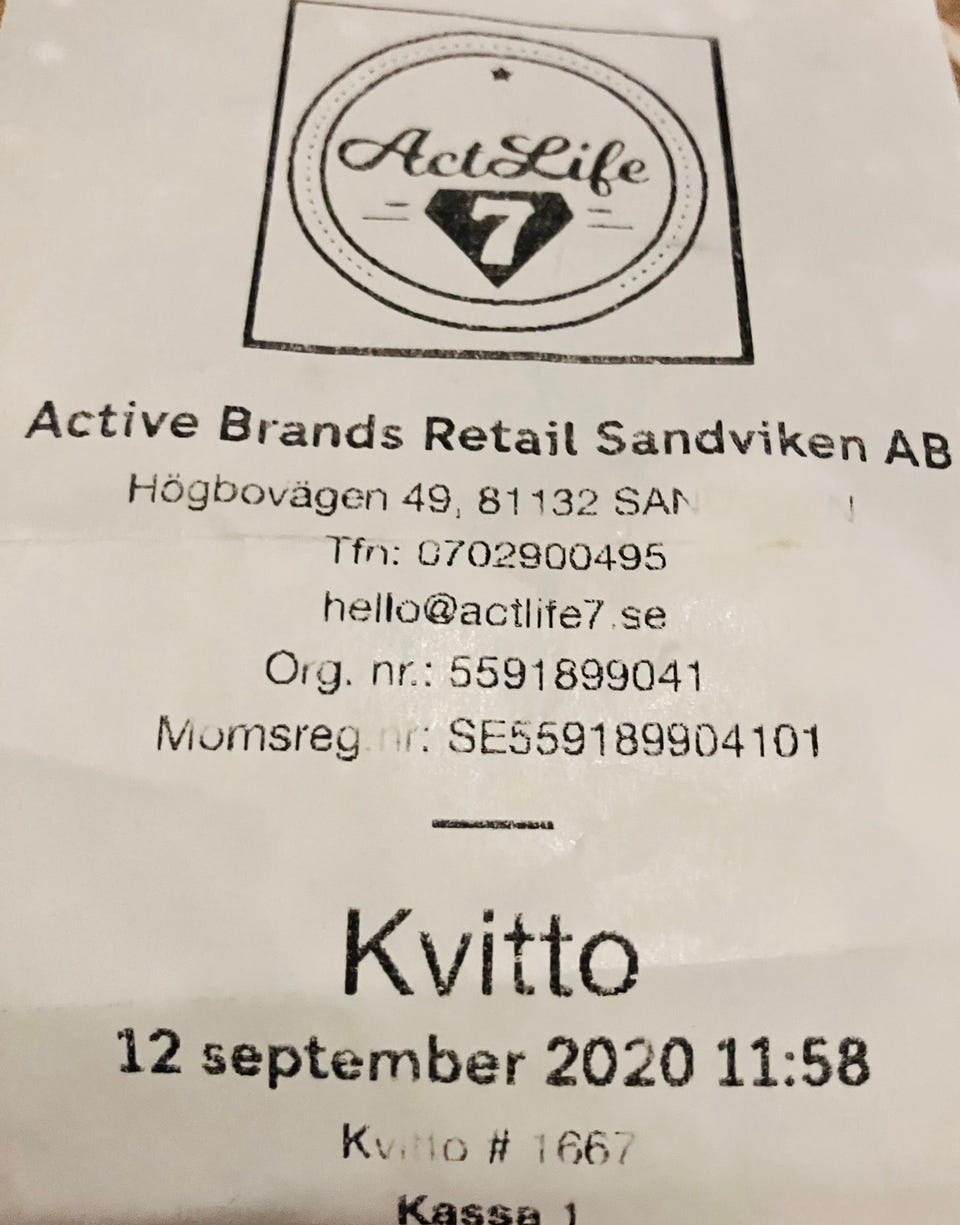 ActLife
7
Active Brands Retail Sandviken AB
Högbovägen 49, 81132
Tfn: 0702900495
hello@actlife7.se
Org. nr.: 5591899041
Momsreg.nr: SE559189904101
Kvitto
12 september 2020 11:58
Kvitto # 1667
Kassa 1